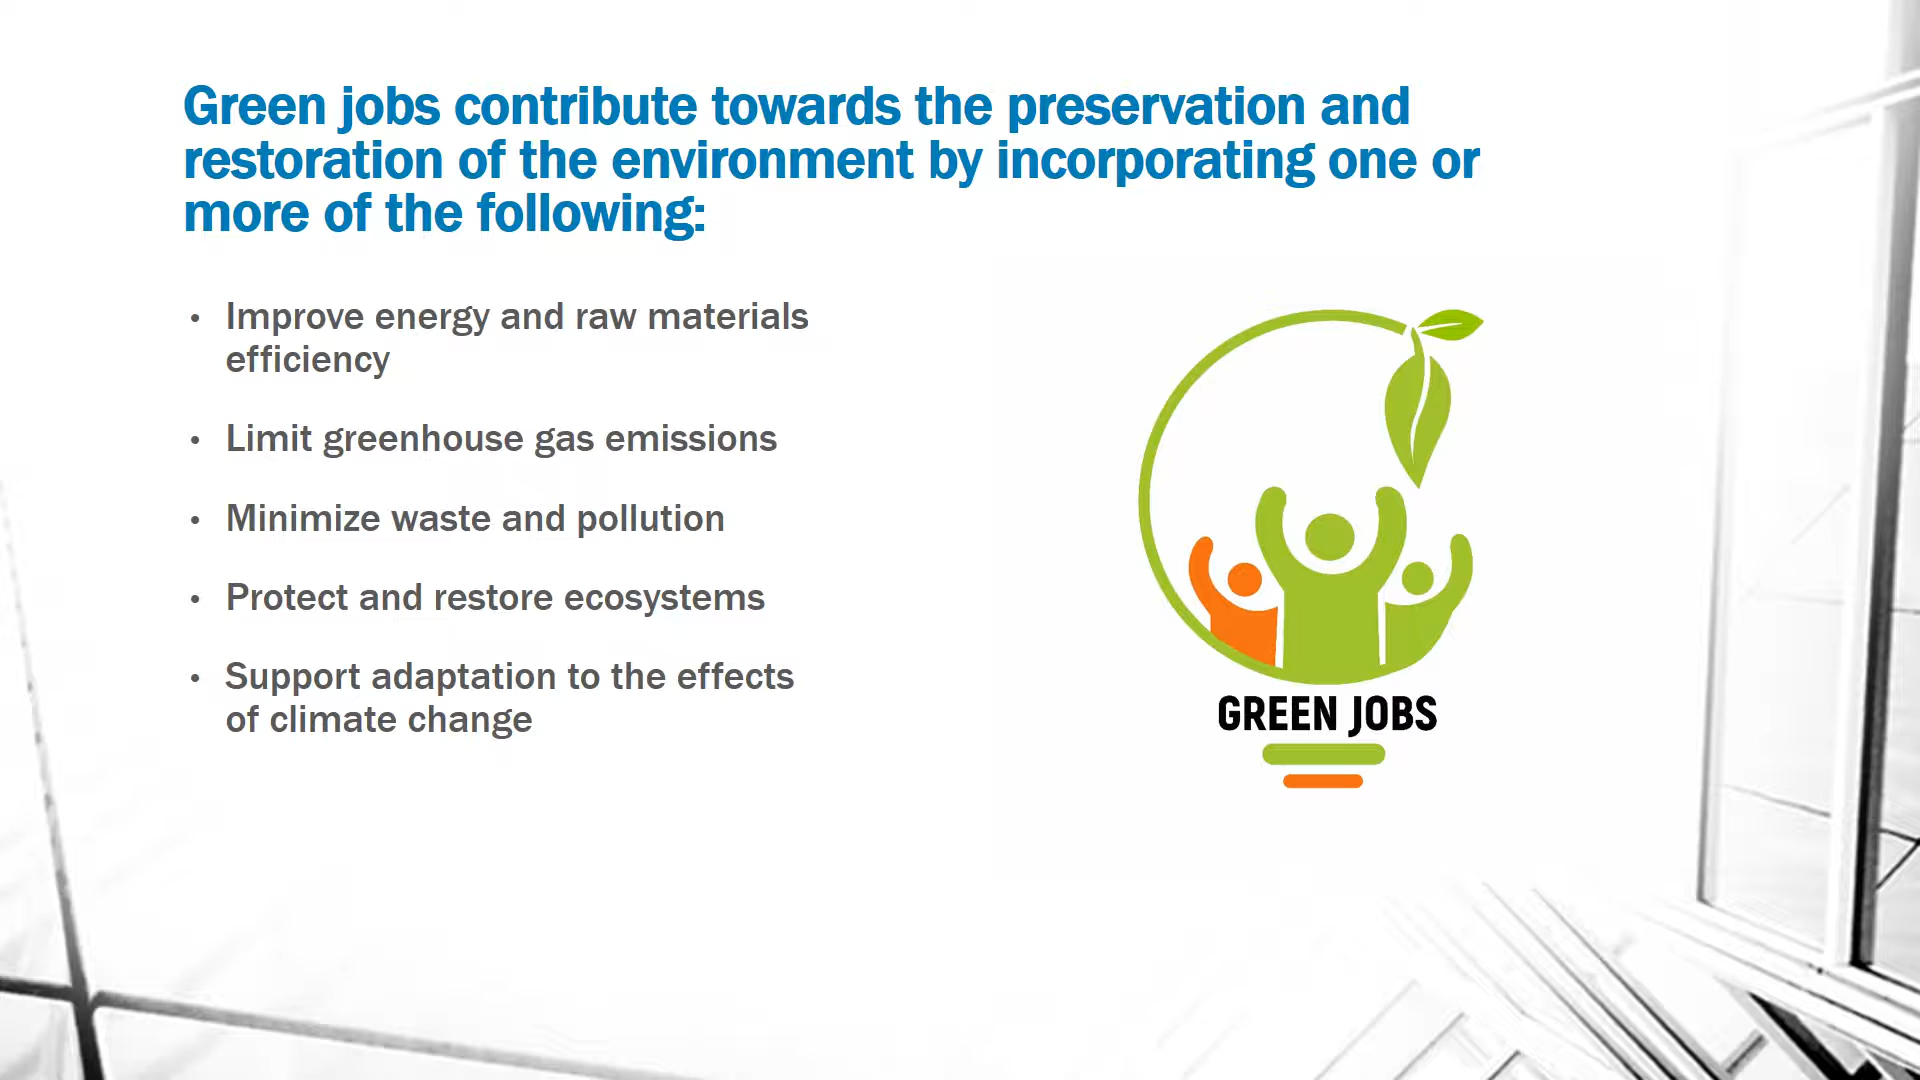 Green jobs contribute towards the preservation and
restoration of the environment by incorporating one or
more of the following:
• Improve energy and raw materials
efficiency
• Limit greenhouse gas emissions
• Minimize waste and pollution
• Protect and restore ecosystems
• Support adaptation to the effects
of climate change
GREEN JOBS